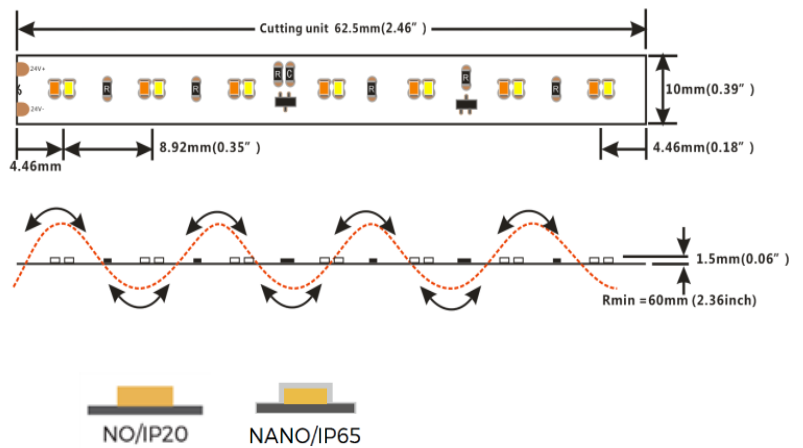 Cutting unit 62.5mm(2.46″ )
24V+
R
R
R
C
R
R
R
24V-
10mm(0.39″ )
4.46mm
8.92mm(0.35″ )
4.46mm(0.18″ )
1.5mm(0.06″ )
Rmin =60mm (2.36inch)
NO/IP20
NANO/IP65